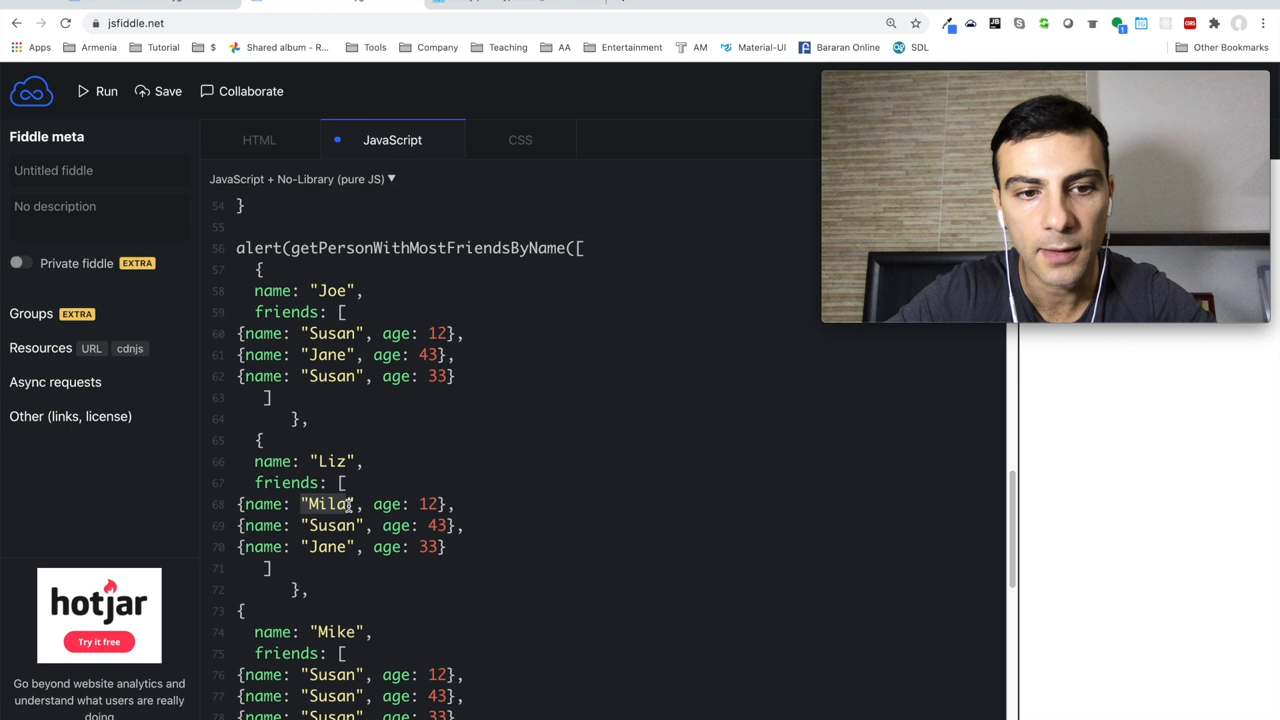 jsfiddle.net
Apps Armenia Tutorial $ Shared album - R... Tools Company Teaching AA Entertainment AM Material-UI Bararan Online SDL Other Bookmarks
Run Save Collaborate
Fiddle meta
Untitled fiddle
No description
Private fiddle EXTRA
Groups EXTRA
Resources URL cdnjs
Async requests
Other (links, license)
hotjar
Try it free
Go beyond website analytics and
understand what users are really
doing
HTML JavaScript CSS
JavaScript + No-Library (pure JS) ▼
54 }
55
56 alert(getPersonWithMostFriendsByName([
57 {
58 name: "Joe",
59 friends: [
60 {name: "Susan", age: 12},
61 {name: "Jane", age: 43},
62 {name: "Susan", age: 33}
63 ]
64 },
65 {
66 name: "Liz",
67 friends: [
68 {name: "Mila", age: 12},
69 {name: "Susan", age: 43},
70 {name: "Jane", age: 33}
71 ]
72 },
73 {
74 name: "Mike",
75 friends: [
76 {name: "Susan", age: 12},
77 {name: "Susan", age: 43},
78 {name: "Susan", age: 33}